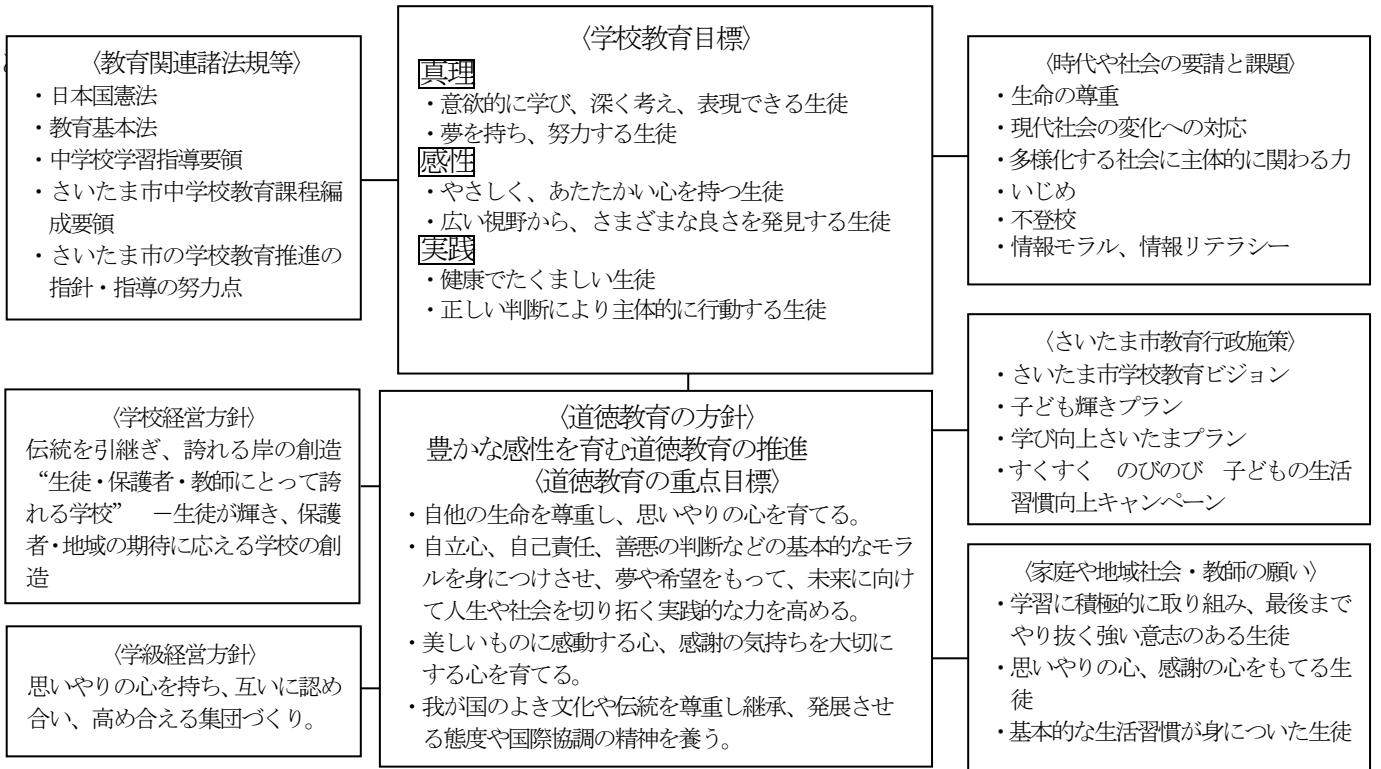 〈教育関連諸法規等〉
・日本国憲法
・教育基本法
・中学校学習指導要領
・さいたま市中学校教育課程編
成要領
・さいたま市の学校教育推進の
指針・指導の努力点
〈学校教育目標〉
真理
・意欲的に学び、深く考え、表現できる生徒
・夢を持ち、努力する生徒
感性
・やさしく、あたたかい心を持つ生徒
・広い視野から、さまざまな良さを発見する生徒
実践
・健康でたくましい生徒
・正しい判断により主体的に行動する生徒
〈時代や社会の要請と課題〉
・生命の尊重
・現代社会の変化への対応
・多様化する社会に主体的に関わる力
・いじめ
・不登校
・情報モラル、情報リテラシー
〈学校経営方針〉
伝統を引継ぎ、誇れる岸の創造
“生徒・保護者・教師にとって誇
れる学校” －生徒が輝き、保護
者・地域の期待に応える学校の創
造
〈学級経営方針〉
思いやりの心を持ち、互いに認め
合い、高め合える集団づくり。
〈道徳教育の方針〉
豊かな感性を育む道徳教育の推進
〈道徳教育の重点目標〉
・自他の生命を尊重し、思いやりの心を育てる。
・自立心、自己責任、善悪の判断などの基本的なモラ
ルを身につけさせ、夢や希望をもって、未来に向け
て人生や社会を切り拓く実践的な力を高める。
・美しいものに感動する心、感謝の気持ちを大切に
する心を育てる。
・我が国のよき文化や伝統を尊重し継承、発展させ
る態度や国際協調の精神を養う。
〈さいたま市教育行政施策〉
・さいたま市学校教育ビジョン
・子ども輝きプラン
・学び向上さいたまプラン
・すくすく のびのび 子どもの生活
習慣向上キャンペーン
〈家庭や地域社会・教師の願い〉
・学習に積極的に取り組み、最後まで
やり抜く強い意志のある生徒
・思いやりの心、感謝の心をもてる生
徒
・基本的な生活習慣が身についた生徒